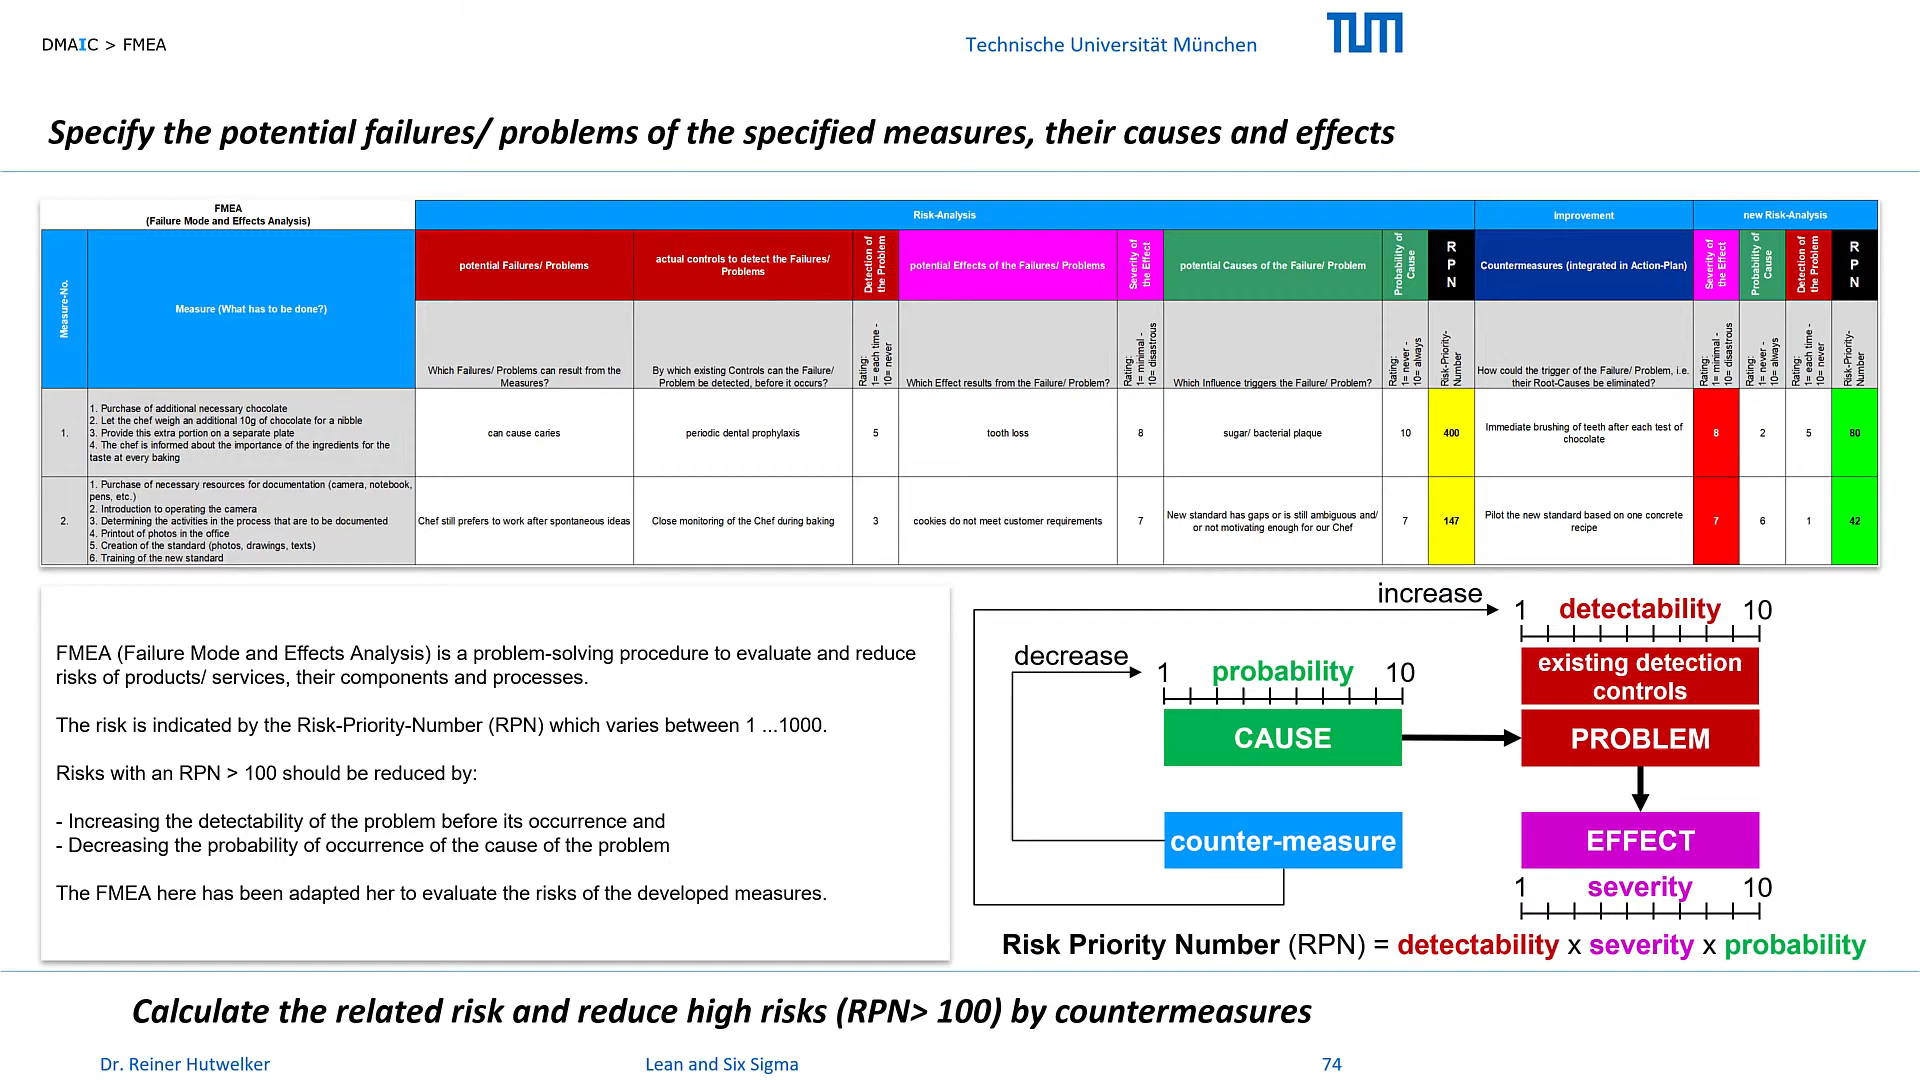 DMAIC > FMEA
Technische Universität München
TUM
Specify the potential failures/ problems of the specified measures, their causes and effects
FMEA
(Failure Mode and Effects Analysis)
Risk-Analysis
Improvement
new Risk-Analysis
Measure-No.
Measure (What has to be done?)
potential Failures/ Problems
actual controls to detect the Failures/
Problems
Detection of
the Problem
potential Effects of the Failures/ Problems
Severity of
the Effect
potential Causes of the Failure/ Problem
Probability of
Cause
R
P
N
Countermeasures (integrated in Action-Plan)
Severity of
the Effect
Probability of
Cause
Detection of
the Problem
R
P
N
Which Failures/ Problems can result from the
Measures?
By which existing Controls can the Failure/
Problem be detected, before it occurs?
Rating:
1= each time -
10= never
Which Effect results from the Failure/ Problem?
Rating:
1= minimal -
10= disastrous
Which Influence triggers the Failure/ Problem?
Rating:
1= never -
10= always
Risk-Priority-
Number
How could the trigger of the Failure/ Problem, i.e.
their Root-Causes be eliminated?
Rating:
1= minimal -
10= disastrous
Rating:
1= never -
10= always
Rating:
1= each time -
10= never
Risk-Priority-
Number
1.
1. Purchase of additional necessary chocolate
2. Let the chef weigh an additional 10g of chocolate for a nibble
3. Provide this extra portion on a separate plate
4. The chef is informed about the importance of the ingredients for the
taste at every baking
can cause caries
periodic dental prophylaxis
5
tooth loss
8
sugar/ bacterial plaque
10
400
Immediate brushing of teeth after each test of
chocolate
8
2
5
80
2.
1. Purchase of necessary resources for documentation (camera, notebook,
pens, etc.)
2. Introduction to operating the camera
3. Determining the activities in the process that are to be documented
4. Printout of photos in the office
5. Creation of the standard (photos, drawings, texts)
6. Training of the new standard
Chef still prefers to work after spontaneous ideas
Close monitoring of the Chef during baking
3
cookies do not meet customer requirements
7
New standard has gaps or is still ambiguous and/
or not motivating enough for our Chef
7
147
Pilot the new standard based on one concrete
recipe
7
6
1
42
FMEA (Failure Mode and Effects Analysis) is a problem-solving procedure to evaluate and reduce
risks of products/ services, their components and processes.
The risk is indicated by the Risk-Priority-Number (RPN) which varies between 1 ...1000.
Risks with an RPN > 100 should be reduced by:
- Increasing the detectability of the problem before its occurrence and
- Decreasing the probability of occurrence of the cause of the problem
The FMEA here has been adapted her to evaluate the risks of the developed measures.
increase
1 detectability 10
existing detection
controls
decrease
1 probability 10
CAUSE
PROBLEM
counter-measure
EFFECT
1 severity 10
Risk Priority Number (RPN) = detectability x severity x probability
Calculate the related risk and reduce high risks (RPN> 100) by countermeasures
Dr. Reiner Hutwelker
Lean and Six Sigma
74